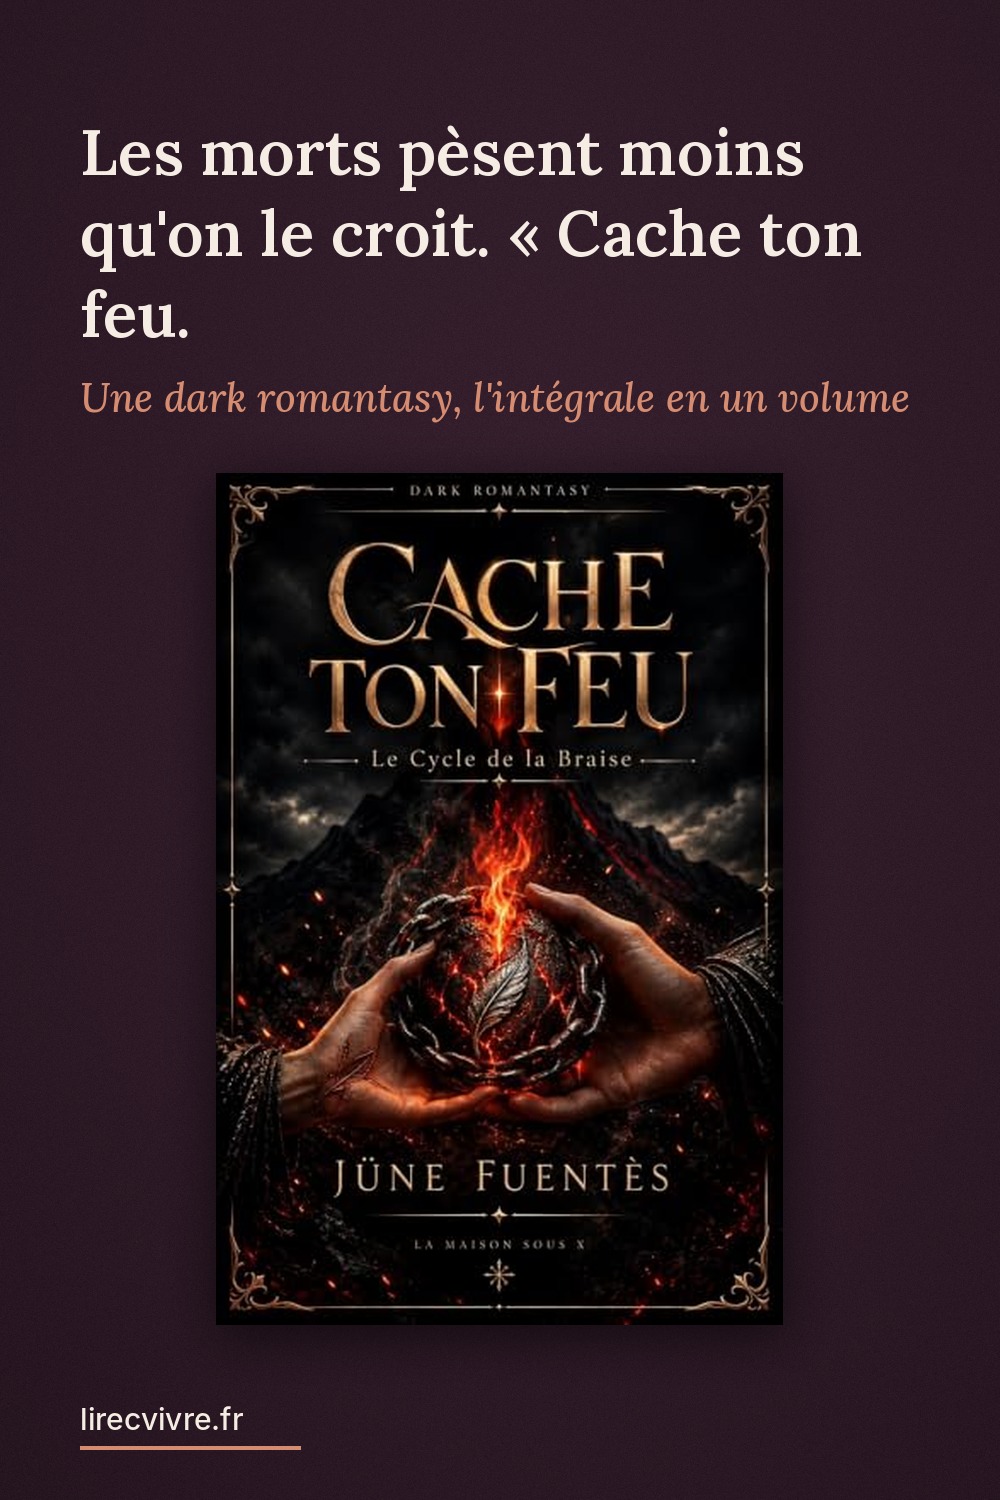 Les morts pèsent moins
qu'on le croit. « Cache ton
feu.
Une dark romantasy, l'intégrale en un volume
DARK ROMANTASY
CACHE
TON FEU
Le Cycle de la Braise
JÜNE FUENTÈS
LA MAISON SOUS X
lirecvivre.fr